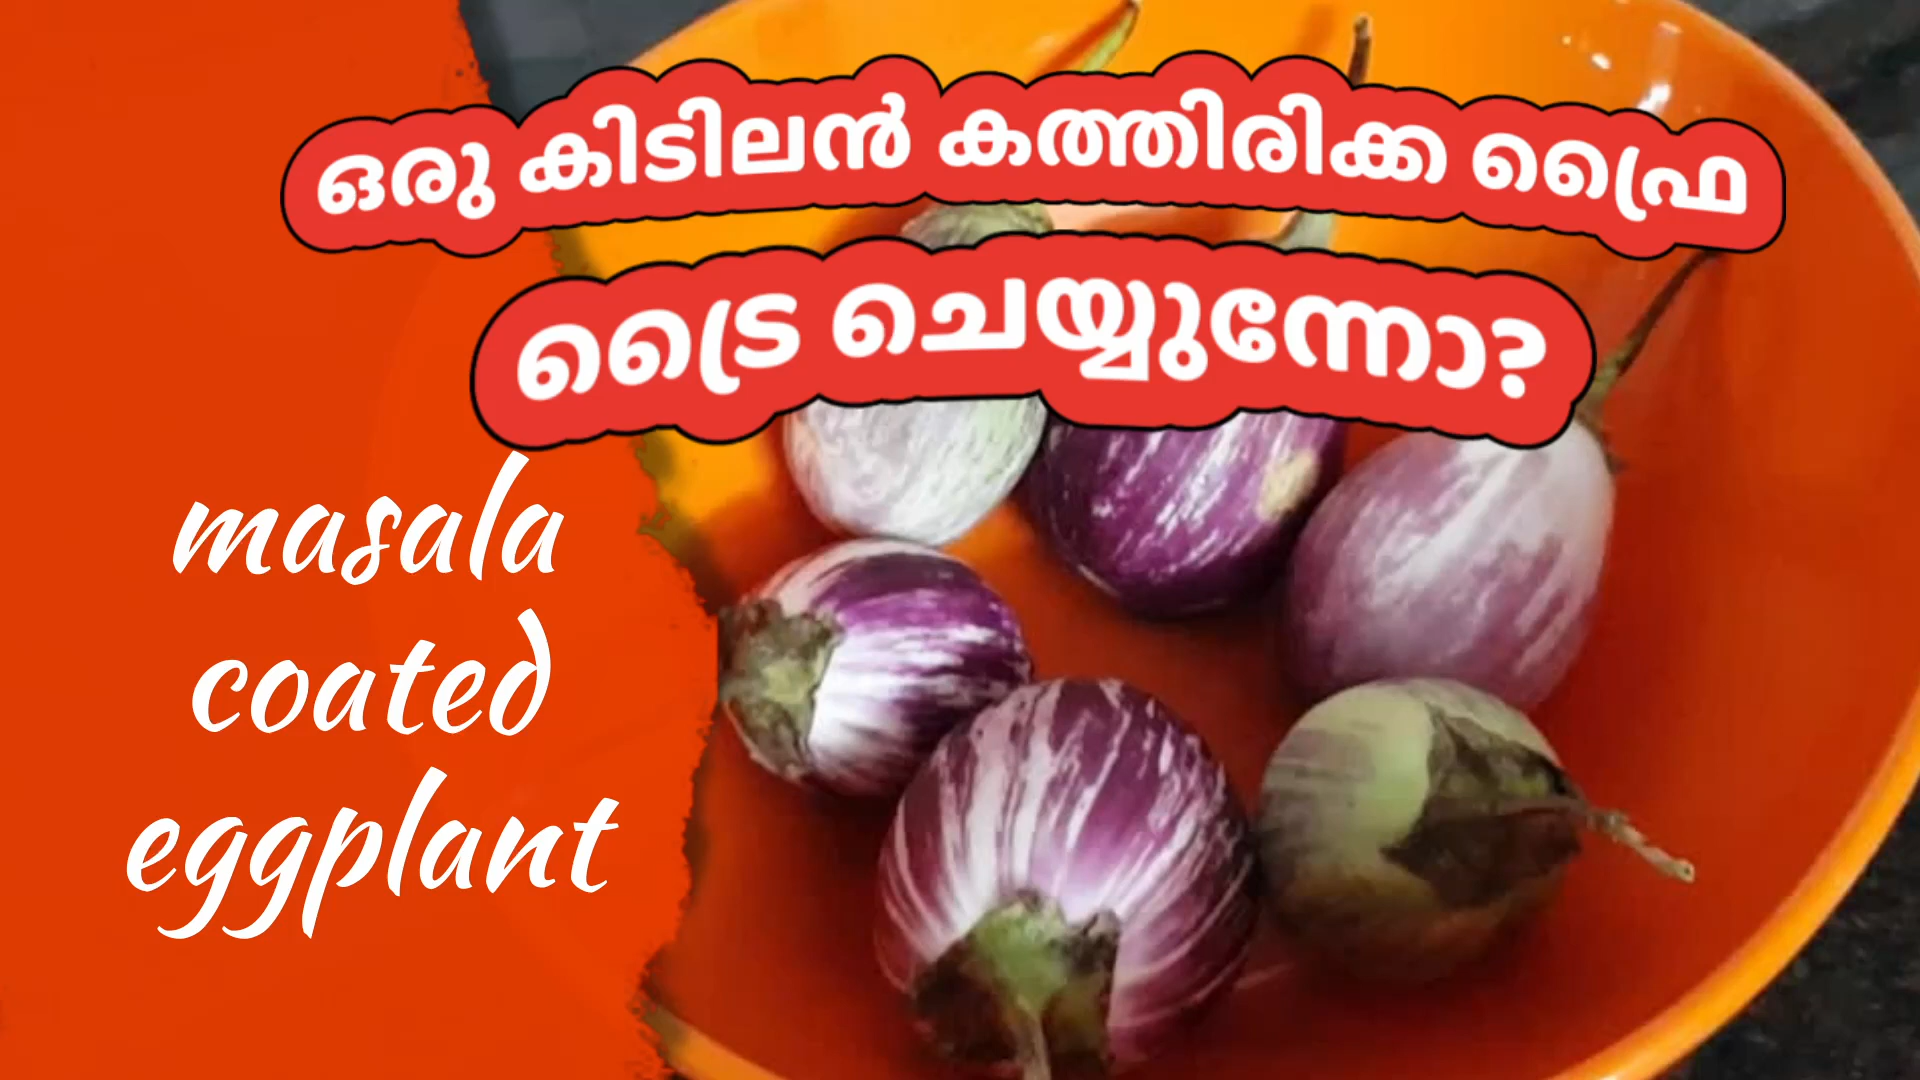 ഒരു കിടിലൻ കത്തിരിക്ക ഫ്രൈ
ട്രൈ ചെയ്യുന്നോ?
masala
coated
eggplant